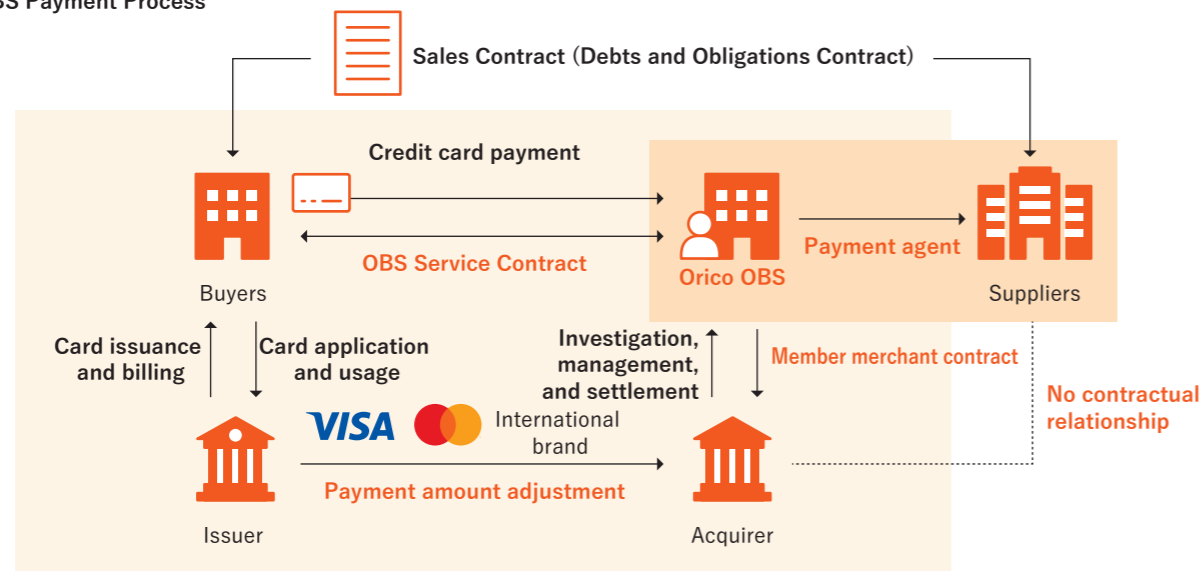 Payment Process
Sales Contract (Debts and Obligations Contract)
Credit card payment
OBS Service Contract
Payment agent
Orico OBS
Buyers
Suppliers
Card issuance
and billing
Card application
and usage
Investigation,
management,
and settlement
Member merchant contract
No contractual
relationship
VISA
International
brand
Payment amount adjustment
Issuer
Acquirer